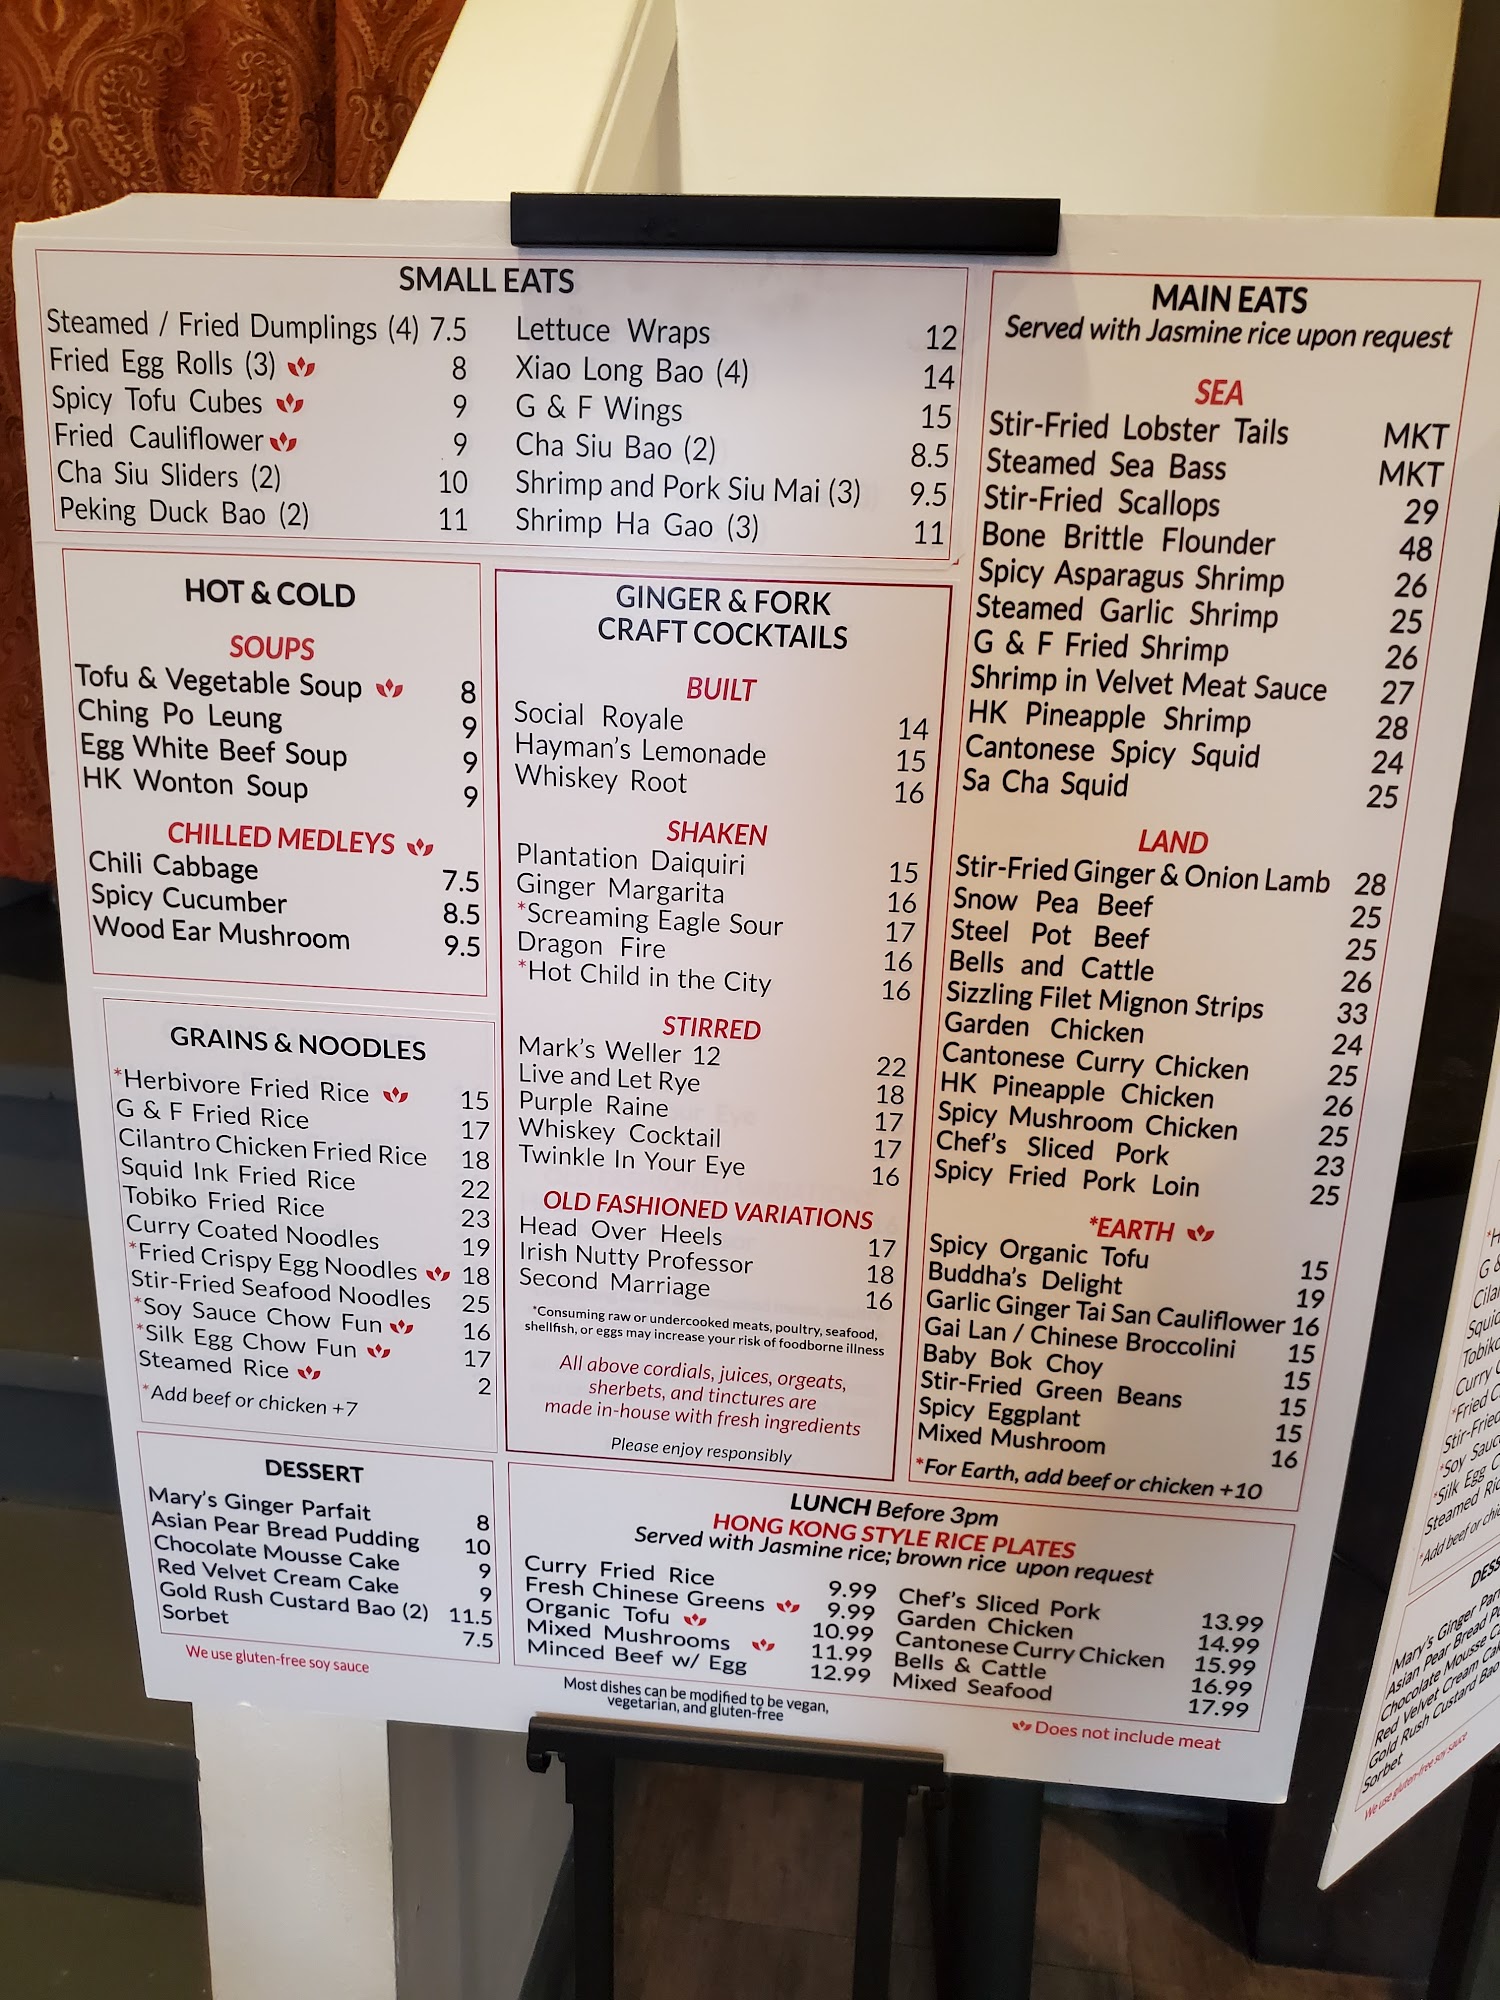 SMALL EATS
Steamed / Fried Dumplings (4) 7.5
Fried Egg Rolls (3) 8
Spicy Tofu Cubes 9
Fried Cauliflower 9
Cha Siu Sliders (2) 10
Peking Duck Bao (2) 11
Lettuce Wraps 12
Xiao Long Bao (4) 14
G & F Wings 15
Cha Siu Bao (2) 8.5
Shrimp and Pork Siu Mai (3) 9.5
Shrimp Ha Gao (3) 11
HOT & COLD
SOUPS
Tofu & Vegetable Soup 8
Ching Po Leung 9
Egg White Beef Soup 9
HK Wonton Soup 9
CHILLED MEDLEYS
Chili Cabbage 7.5
Spicy Cucumber 8.5
Wood Ear Mushroom 9.5
GRAINS & NOODLES
*Herbivore Fried Rice 15
G & F Fried Rice 17
Cilantro Chicken Fried Rice 18
Squid Ink Fried Rice 22
Tobiko Fried Rice 23
Curry Coated Noodles 19
*Fried Crispy Egg Noodles 18
Stir-Fried Seafood Noodles 25
*Soy Sauce Chow Fun 16
*Silk Egg Chow Fun 17
Steamed Rice 2
*Add beef or chicken +7
DESSERT
Mary's Ginger Parfait 8
Asian Pear Bread Pudding 10
Chocolate Mousse Cake 9
Red Velvet Cream Cake 9
Gold Rush Custard Bao (2) 11.5
Sorbet 7.5
We use gluten-free soy sauce
GINGER & FORK
CRAFT COCKTAILS
BUILT
Social Royale 14
Hayman's Lemonade 15
Whiskey Root 16
SHAKEN
Plantation Daiquiri 15
Ginger Margarita 16
*Screaming Eagle Sour 17
Dragon Fire 16
*Hot Child in the City 16
STIRRED
Mark's Weller 12 22
Live and Let Rye 18
Purple Raine 17
Whiskey Cocktail 17
Twinkle In Your Eye 16
OLD FASHIONED VARIATIONS
Head Over Heels 17
Irish Nutty Professor 18
Second Marriage 16
*Consuming raw or undercooked meats, poultry, seafood,
shellfish, or eggs may increase your risk of foodborne illness
All above cordials, juices, orgeats,
sherbets, and tinctures are
made in-house with fresh ingredients
Please enjoy responsibly
MAIN EATS
Served with Jasmine rice upon request
SEA
Stir-Fried Lobster Tails MKT
Steamed Sea Bass MKT
Stir-Fried Scallops 29
Bone Brittle Flounder 48
Spicy Asparagus Shrimp 26
Steamed Garlic Shrimp 25
G & F Fried Shrimp 26
Shrimp in Velvet Meat Sauce 27
HK Pineapple Shrimp 28
Cantonese Spicy Squid 24
Sa Cha Squid 25
LAND
Stir-Fried Ginger & Onion Lamb 28
Snow Pea Beef 25
Steel Pot Beef 25
Bells and Cattle 26
Sizzling Filet Mignon Strips 33
Garden Chicken 24
Cantonese Curry Chicken 25
HK Pineapple Chicken 26
Spicy Mushroom Chicken 25
Chef's Sliced Pork 23
Spicy Fried Pork Loin 25
*EARTH
Spicy Organic Tofu 15
Buddha's Delight 19
Garlic Ginger Tai San Cauliflower 16
Gai Lan / Chinese Broccolini 15
Baby Bok Choy 15
Stir-Fried Green Beans 15
Spicy Eggplant 15
Mixed Mushroom 16
*For Earth, add beef or chicken +10
LUNCH Before 3pm
HONG KONG STYLE RICE PLATES
Served with Jasmine rice; brown rice upon request
Curry Fried Rice 9.99
Fresh Chinese Greens 9.99
Organic Tofu 10.99
Mixed Mushrooms 11.99
Minced Beef w/ Egg 12.99
Chef's Sliced Pork 13.99
Garden Chicken 14.99
Cantonese Curry Chicken 15.99
Bells & Cattle 16.99
Mixed Seafood 17.99
Most dishes can be modified to be vegan,
vegetarian, and gluten-free
Does not include meat